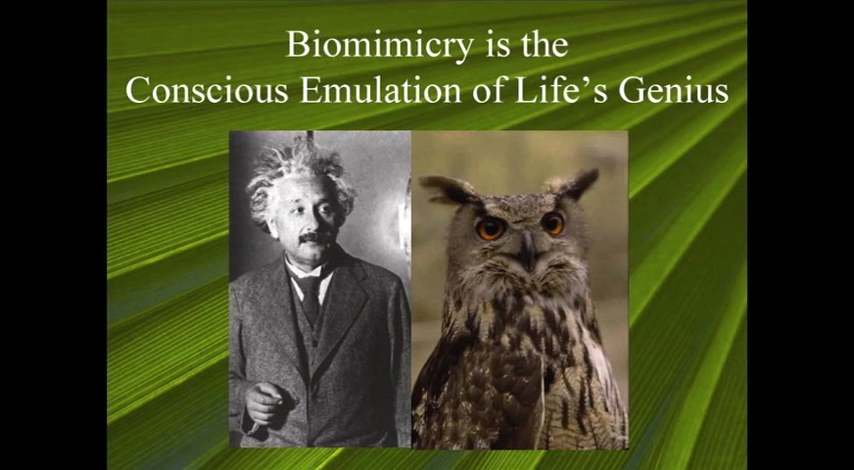 Biomimicry is the
Conscious Emulation of Life’s Genius